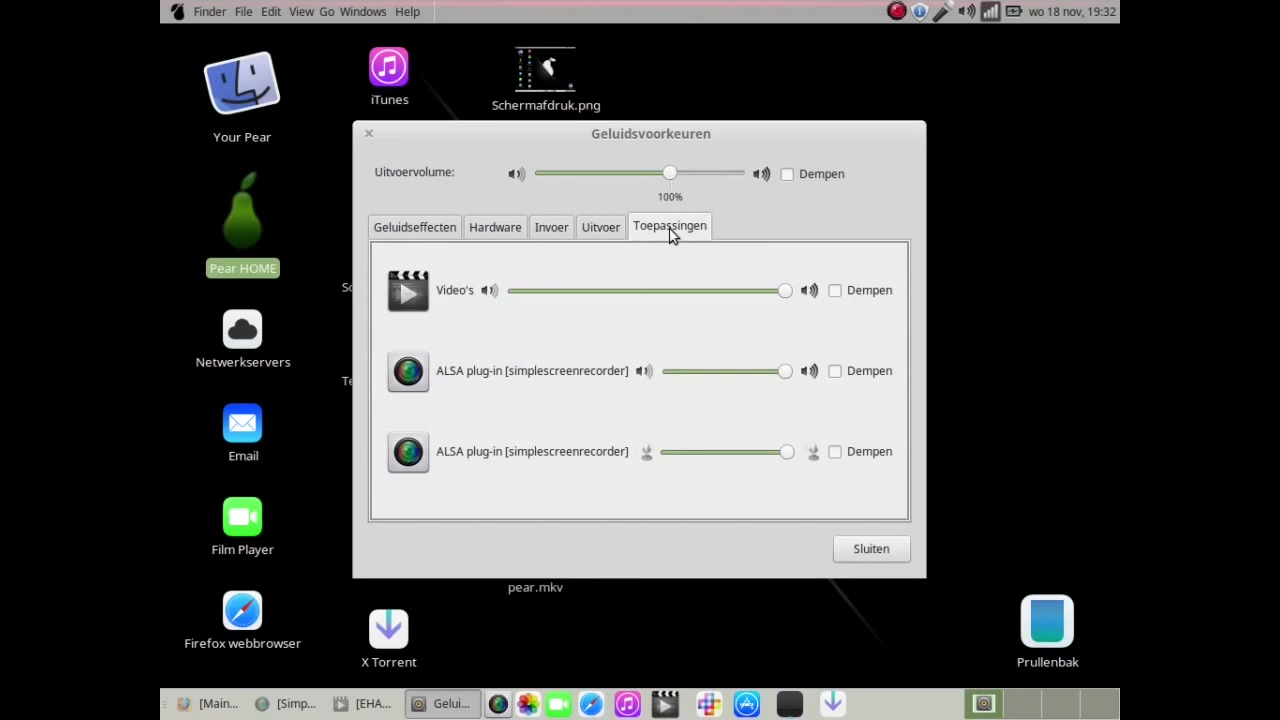 Finder File Edit View Go Windows Help
wo 18 nov, 19:32
Your Pear
iTunes
Schermafdruk.png
Pear HOME
Netwerkservers
Email
Film Player
Firefox webbrowser
Geluidsvoorkeuren
Uitvoervolume:
Dempen
100%
Geluidseffecten Hardware Invoer Uitvoer Toepassingen
Video's Dempen
ALSA plug-in [simplescreenrecorder] Dempen
ALSA plug-in [simplescreenrecorder] Dempen
Sluiten
pear.mkv
X Torrent
Prullenbak
[Main... [Simp... [EHA... Gelui...